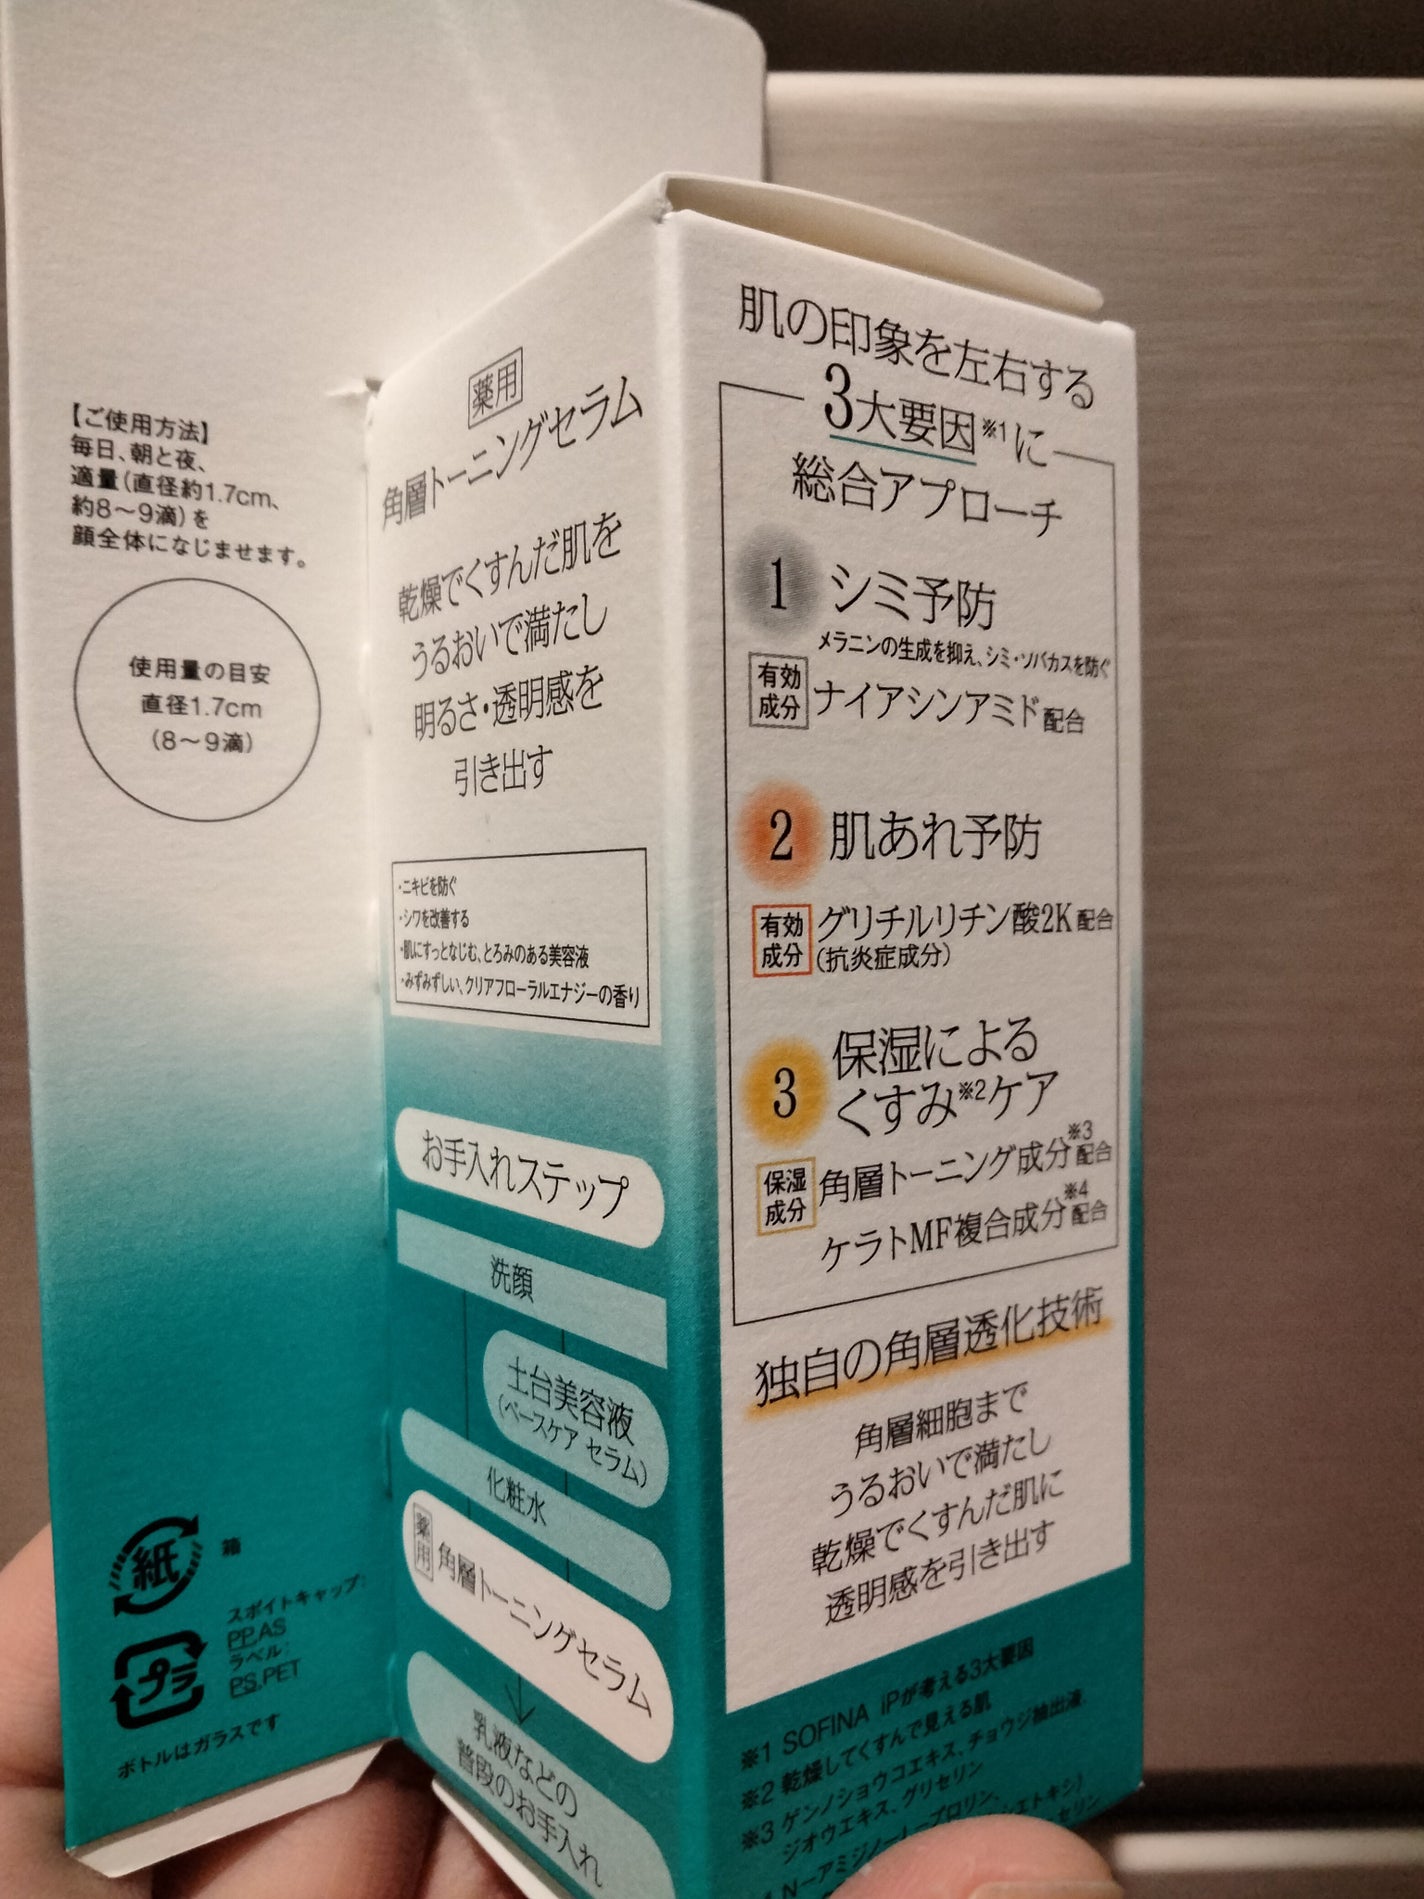 【ご使用方法】
毎日、朝と夜、
適量(直径約1.7cm、
約8〜9滴)を
顔全体になじませます。
使用量の目安
直径1.7cm
(8〜9滴)
紙
箱
プラ
スポイトキャップ:
PP,AS
ラベル:
PS,PET
ボトルはガラスです
薬用
角層トーニングセラム
乾燥でくすんだ肌を
うるおいで満たし
明るさ・透明感を
引き出す
・ニキビを防ぐ
・シワを改善する
・肌にすっとなじむ、とろみのある美容液
・みずみずしい、クリアフローラルエナジーの香り
お手入れステップ
洗顔
土台美容液
(ベースケア セラム)
化粧水
薬用 角層トーニングセラム
乳液などの
普段のお手入れ
肌の印象を左右する
3大要因※1に
総合アプローチ
1 シミ予防
メラニンの生成を抑え、シミ・ソバカスを防ぐ
有効成分 ナイアシンアミド配合
2 肌あれ予防
有効成分 グリチルリチン酸2K配合
(抗炎症成分)
3 保湿による
くすみ※2ケア
保湿成分 角層トーニング成分※3配合
ケラトMF複合成分※4配合
独自の角層透化技術
角層細胞まで
うるおいで満たし
乾燥でくすんだ肌に
透明感を引き出す
※1 SOFINA iPが考える3大要因
※2 乾燥してくすんで見える肌
※3 ゲンノショウコエキス、チョウジ抽出液、
ジオウエキス、グリセリン
N-アミジノ-L-プロリン、